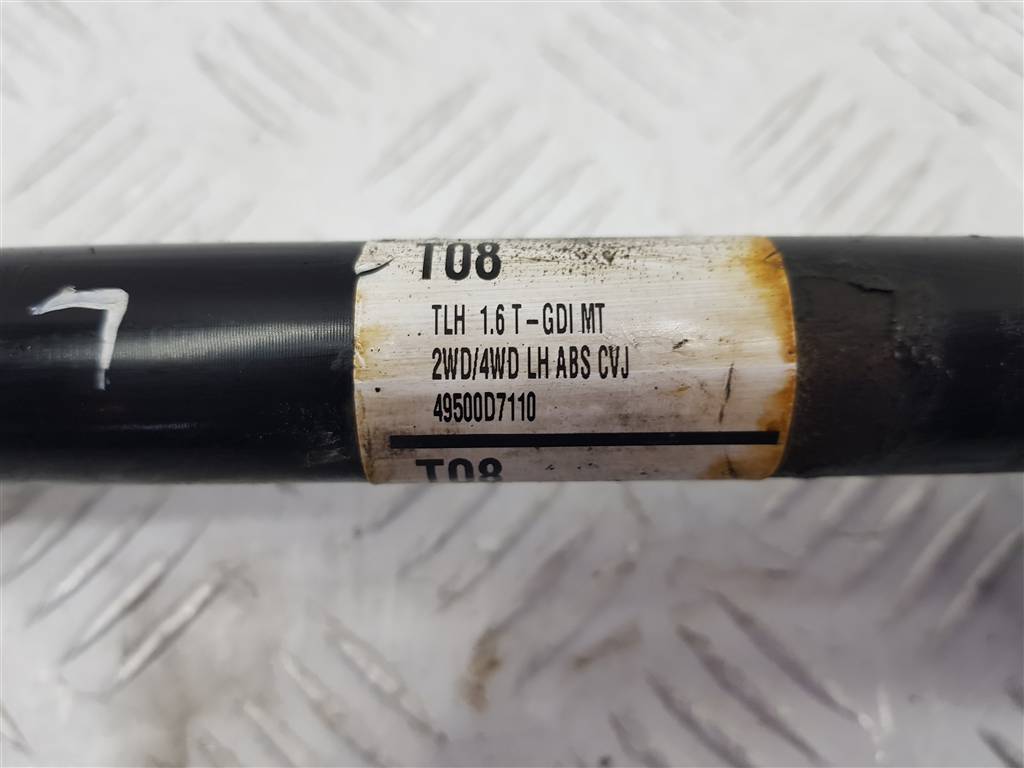 T08
TLH 1.6 T-GDI MT
2WD/4WD LH ABS CVJ
49500D7110
T08
L